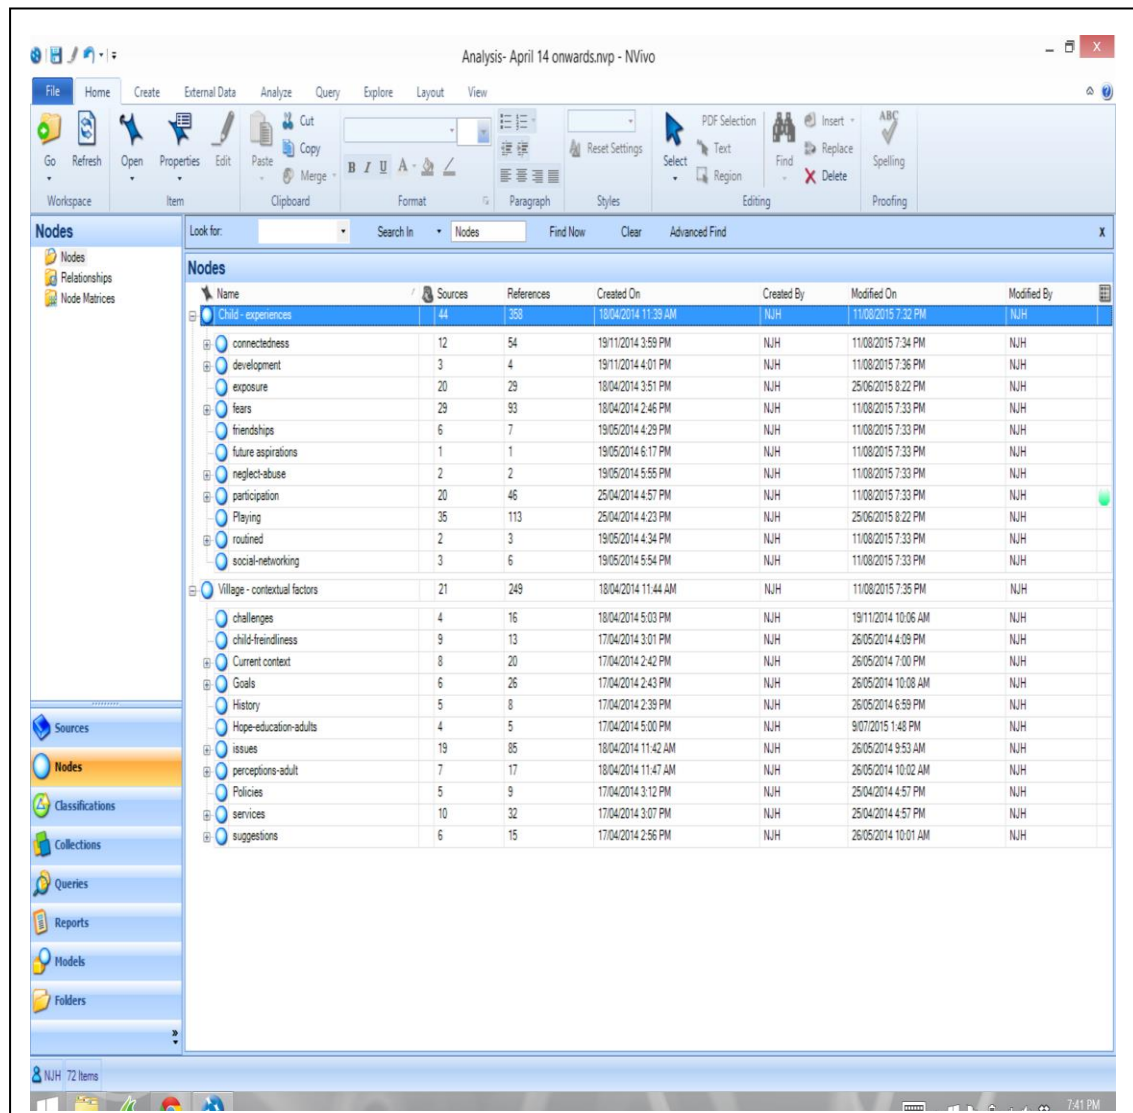 Analysis- April 14 onwards.nvp - NVivo
File Home Create External Data Analyze Query Explore Layout View
Go Refresh Open Properties Edit Paste Cut Copy Merge B I U A Reset Settings Select PDF Selection Text Region Find Insert Replace Delete ABC Spelling
Workspace Item Clipboard Format Paragraph Styles Editing Proofing
Nodes Look for: Search In Nodes Find Now Clear Advanced Find X
Nodes
Relationships
Node Matrices
Nodes
Name Sources References Created On Created By Modified On Modified By
Child - experiences 44 358 18/04/2014 11:39 AM NJH 11/08/2015 7:32 PM NJH
connectedness 12 54 19/11/2014 3:59 PM NJH 11/08/2015 7:34 PM NJH
development 3 4 19/11/2014 4:01 PM NJH 11/08/2015 7:36 PM NJH
exposure 20 29 18/04/2014 3:51 PM NJH 25/06/2015 8:22 PM NJH
fears 29 93 18/04/2014 2:46 PM NJH 11/08/2015 7:33 PM NJH
friendships 6 7 19/05/2014 4:29 PM NJH 11/08/2015 7:33 PM NJH
future aspirations 1 1 19/05/2014 6:17 PM NJH 11/08/2015 7:33 PM NJH
neglect-abuse 2 2 19/05/2014 5:55 PM NJH 11/08/2015 7:33 PM NJH
participation 20 46 25/04/2014 4:57 PM NJH 11/08/2015 7:33 PM NJH
Playing 35 113 25/04/2014 4:23 PM NJH 25/06/2015 8:22 PM NJH
routined 2 3 19/05/2014 4:34 PM NJH 11/08/2015 7:33 PM NJH
social-networking 3 6 19/05/2014 5:54 PM NJH 11/08/2015 7:33 PM NJH
Village - contextual factors 21 249 18/04/2014 11:44 AM NJH 11/08/2015 7:35 PM NJH
challenges 4 16 18/04/2014 5:03 PM NJH 19/11/2014 10:06 AM NJH
child-freindliness 9 13 17/04/2014 3:01 PM NJH 26/05/2014 4:09 PM NJH
Current context 8 20 17/04/2014 2:42 PM NJH 26/05/2014 7:00 PM NJH
Goals 6 26 17/04/2014 2:43 PM NJH 26/05/2014 10:08 AM NJH
History 5 8 17/04/2014 2:39 PM NJH 26/05/2014 6:59 PM NJH
Hope-education-adults 4 5 17/04/2014 5:00 PM NJH 9/07/2015 1:48 PM NJH
issues 19 85 18/04/2014 11:42 AM NJH 26/05/2014 9:53 AM NJH
perceptions-adult 7 17 18/04/2014 11:47 AM NJH 26/05/2014 10:02 AM NJH
Policies 5 9 17/04/2014 3:12 PM NJH 25/04/2014 4:57 PM NJH
services 10 32 17/04/2014 3:07 PM NJH 25/04/2014 4:57 PM NJH
suggestions 6 15 17/04/2014 2:56 PM NJH 26/05/2014 10:01 AM NJH
Sources
Nodes
Classifications
Collections
Queries
Reports
Models
Folders
NJH 72 Items
7:41 PM